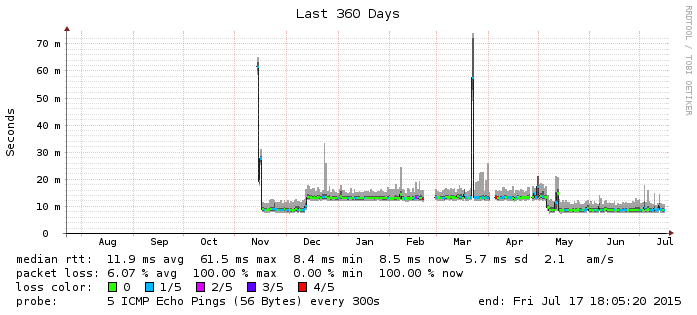 Last 360 Days
RRDTOOL / TOBI OETIKER
Seconds
70 m
60 m
50 m
40 m
30 m
20 m
10 m
0
Aug Sep Oct Nov Dec Jan Feb Mar Apr May Jun Jul
median rtt: 11.9 ms avg 61.5 ms max 8.4 ms min 8.5 ms now 5.7 ms sd 2.1 am/s
packet loss: 6.07 % avg 100.00 % max 0.00 % min 100.00 % now
loss color: 0 1/5 2/5 3/5 4/5
probe: 5 ICMP Echo Pings (56 Bytes) every 300s end: Fri Jul 17 18:05:20 2015